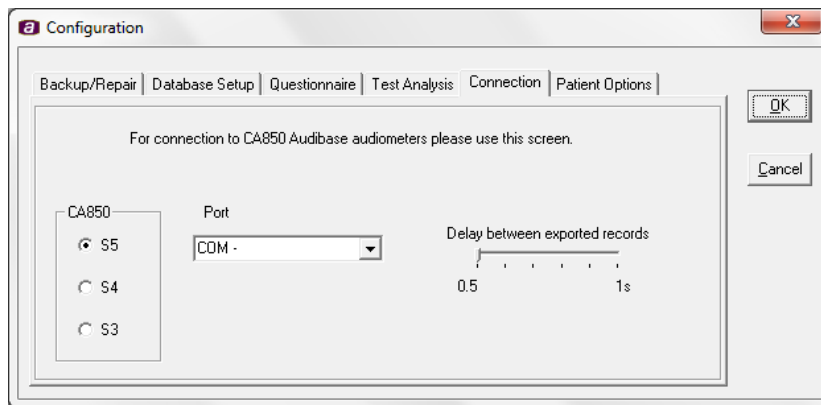 Configuration
Backup/Repair Database Setup Questionnaire Test Analysis Connection Patient Options
OK
For connection to CA850 Audibase audiometers please use this screen.
Cancel
CA850
Port
S5
COM -
Delay between exported records
S4
0.5 1s
S3